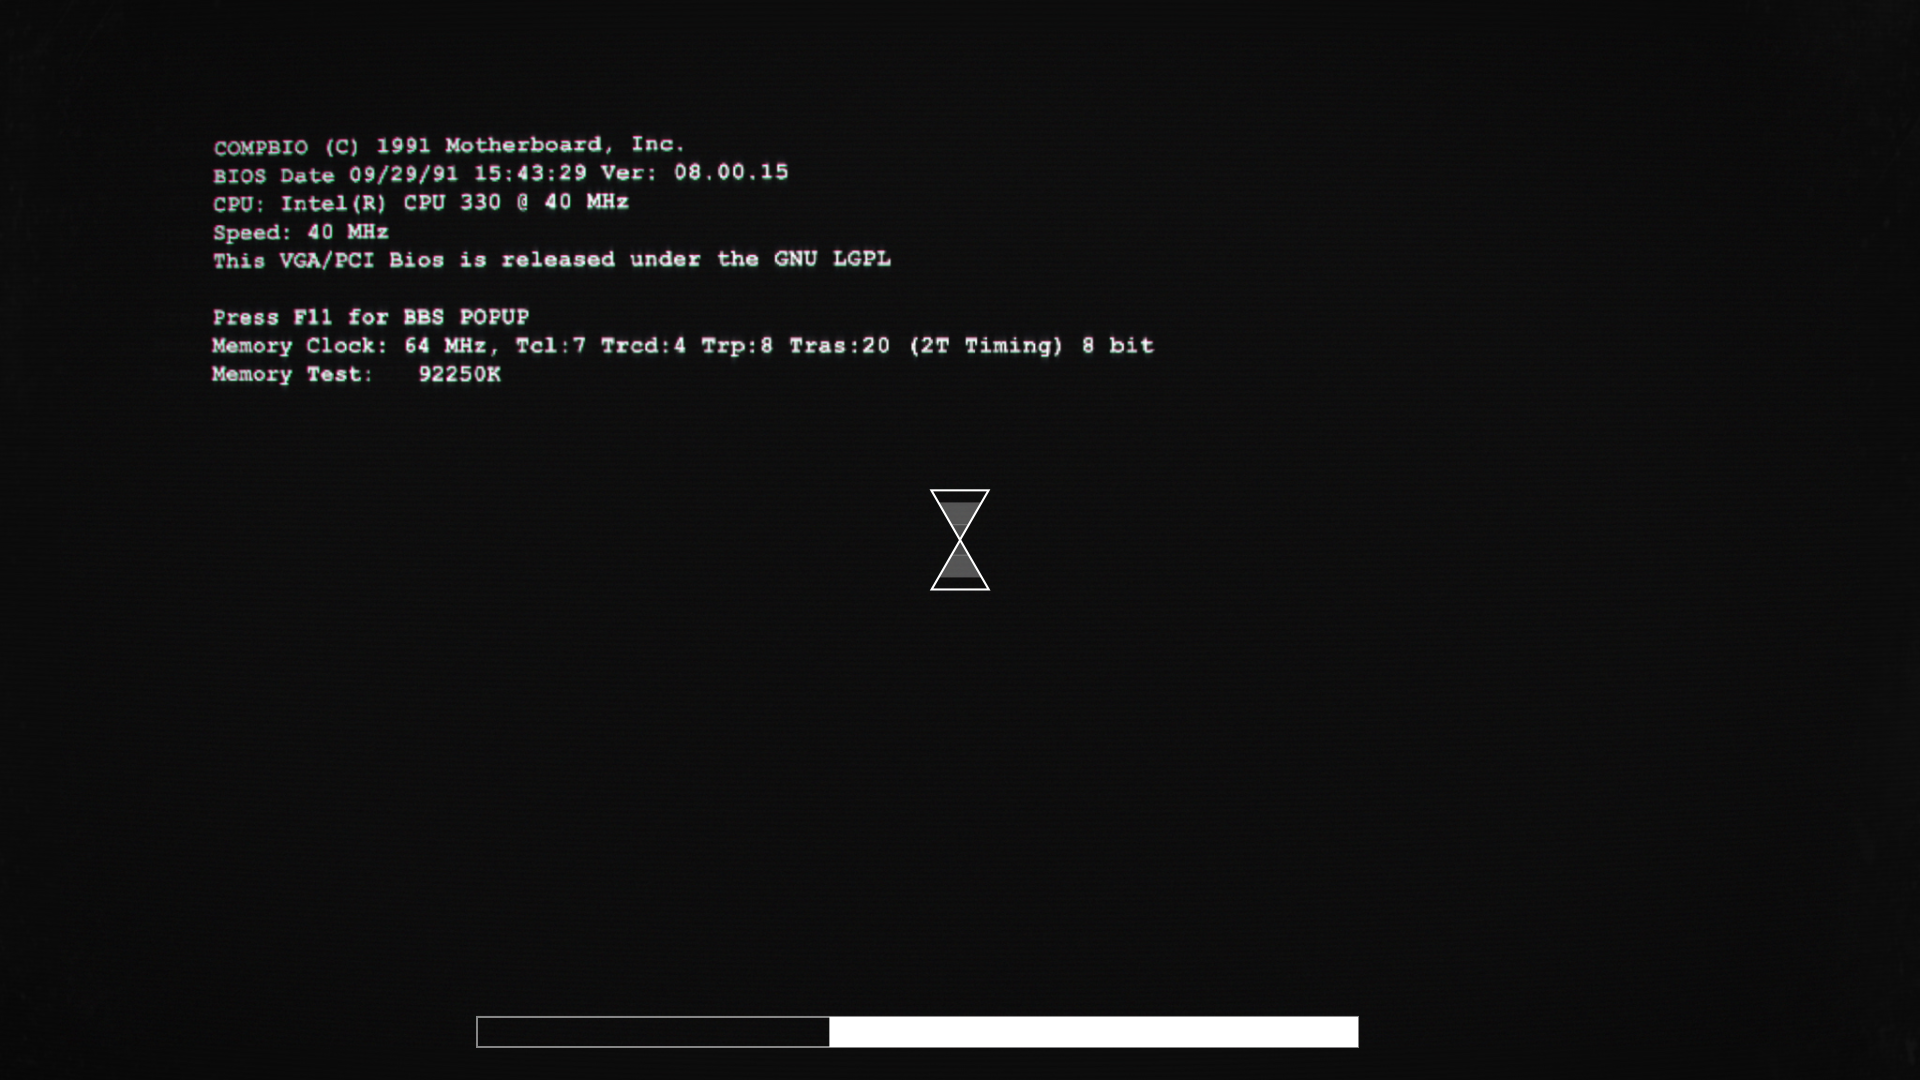 COMPBIO (C) 1991 Motherboard, Inc.
BIOS Date 09/29/91 15:43:29 Ver: 08.00.15
CPU: Intel(R) CPU 330 @ 40 MHz
Speed: 40 MHz
This VGA/PCI Bios is released under the GNU LGPL
Press F11 for BBS POPUP
Memory Clock: 64 MHz, Tcl:7 Trcd:4 Trp:8 Tras:20 (2T Timing) 8 bit
Memory Test: 92250K